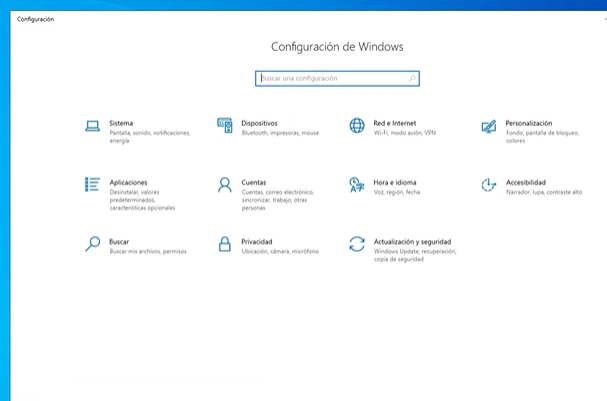 Configuración
Configuración de Windows
Buscar una configuración
Sistema
Pantalla, sonido, notificaciones,
energía
Dispositivos
Bluetooth, impresoras, mouse
Red e Internet
Wi-Fi, modo avión, VPN
Personalización
Fondo, pantalla de bloqueo,
colores
Aplicaciones
Desinstalar, valores
predeterminados,
características opcionales
Cuentas
Cuentas, correo electrónico,
sincronizar, trabajo, otras
personas
Hora e idioma
Voz, región, fecha
Accesibilidad
Narrador, lupa, contraste alto
Buscar
Buscar mis archivos, permisos
Privacidad
Ubicación, cámara, micrófono
Actualización y seguridad
Windows Update, recuperación,
copia de seguridad